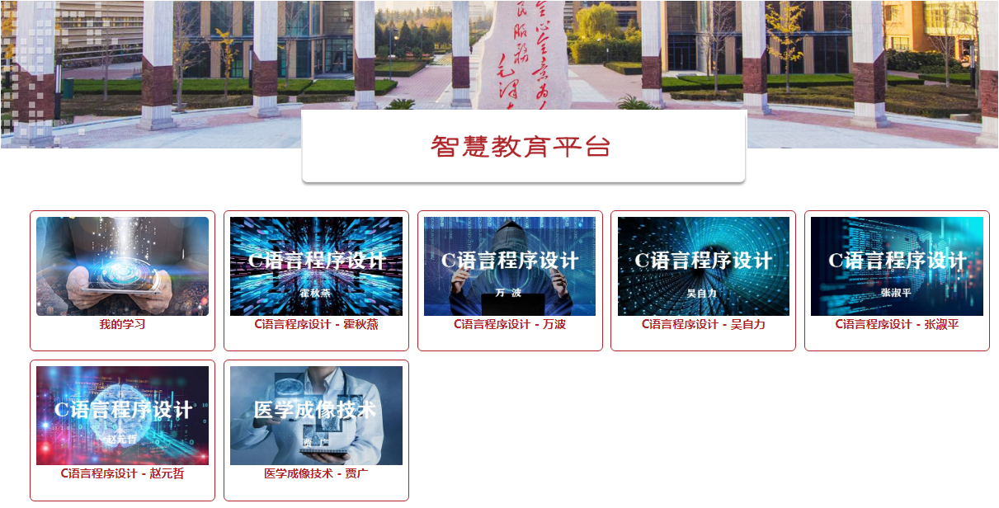 全心全意为人
民服务
毛泽东
智慧教育平台
我的学习
C语言程序设计
霍秋燕
C语言程序设计 - 霍秋燕
C语言程序设计
万 波
C语言程序设计 - 万波
C语言程序设计
吴自力
C语言程序设计 - 吴自力
C语言程序设计
张淑平
C语言程序设计 - 张淑平
C语言程序设计
赵元哲
C语言程序设计 - 赵元哲
医学成像技术
贾 广
医学成像技术 - 贾广